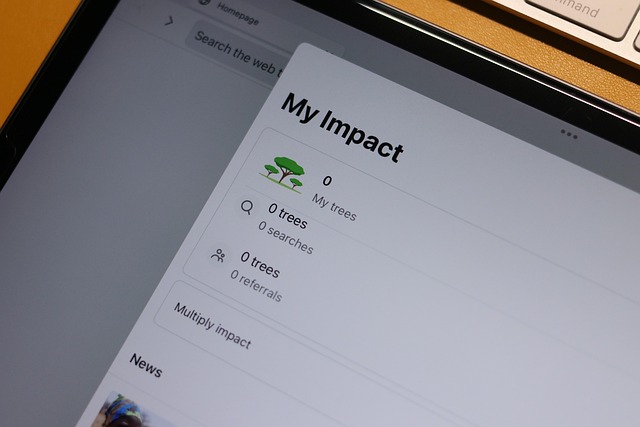 Homepage
Search the web t
My Impact
0
My trees
0 trees
0 searches
0 trees
0 referrals
Multiply impact
News
mmand